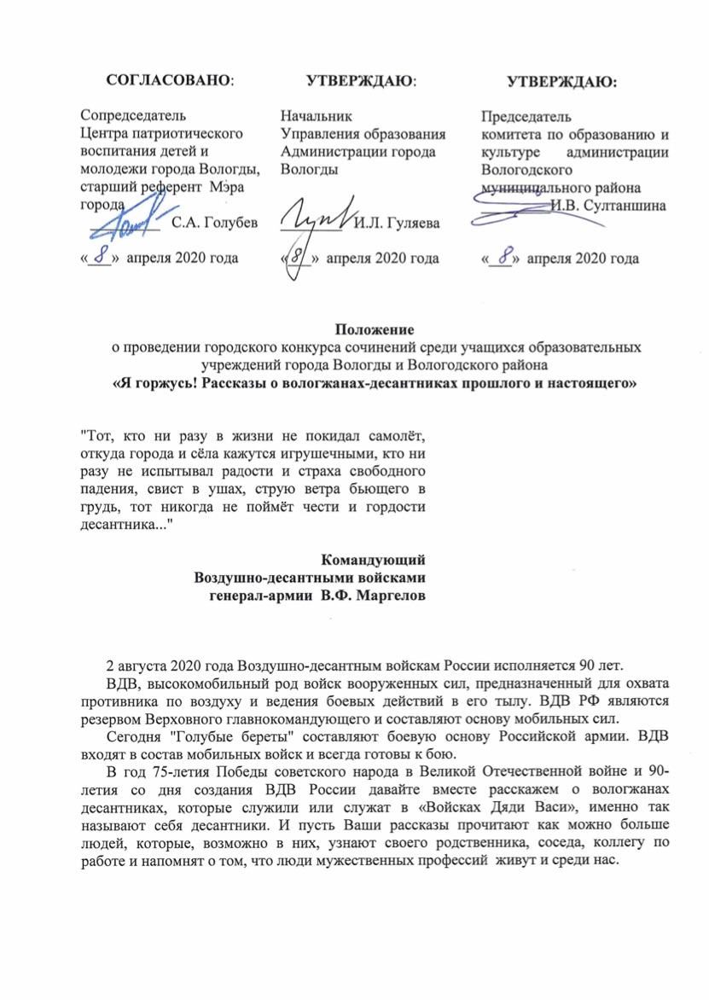 СОГЛАСОВАНО:
Сопредседатель
Центра патриотического
воспитания детей и
молодежи города Вологды,
старший референт Мэра
города
__________ С.А. Голубев
«_8_» апреля 2020 года
УТВЕРЖДАЮ:
Начальник
Управления образования
Администрации города
Вологды
_________ И.Л. Гуляева
«_8_» апреля 2020 года
УТВЕРЖДАЮ:
Председатель
комитета по образованию и
культуре администрации
Вологодского
муниципального района
__________И.В. Султаншина
«_8_» апреля 2020 года
Положение
о проведении городского конкурса сочинений среди учащихся образовательных
учреждений города Вологды и Вологодского района
«Я горжусь! Рассказы о вологжанах-десантниках прошлого и настоящего»
"Тот, кто ни разу в жизни не покидал самолёт,
откуда города и сёла кажутся игрушечными, кто ни
разу не испытывал радости и страха свободного
падения, свист в ушах, струю ветра бьющего в
грудь, тот никогда не поймёт чести и гордости
десантника..."
Командующий
Воздушно-десантными войсками
генерал-армии В.Ф. Маргелов
2 августа 2020 года Воздушно-десантным войскам России исполняется 90 лет.
ВДВ, высокомобильный род войск вооруженных сил, предназначенный для охвата
противника по воздуху и ведения боевых действий в его тылу. ВДВ РФ являются
резервом Верховного главнокомандующего и составляют основу мобильных сил.
Сегодня "Голубые береты" составляют боевую основу Российской армии. ВДВ
входят в состав мобильных войск и всегда готовы к бою.
В год 75-летия Победы советского народа в Великой Отечественной войне и 90-
летия со дня создания ВДВ России давайте вместе расскажем о вологжанах
десантниках, которые служили или служат в «Войсках Дяди Васи», именно так
называют себя десантники. И пусть Ваши рассказы прочитают как можно больше
людей, которые, возможно в них, узнают своего родственника, соседа, коллегу по
работе и напомнят о том, что люди мужественных профессий живут и среди нас.